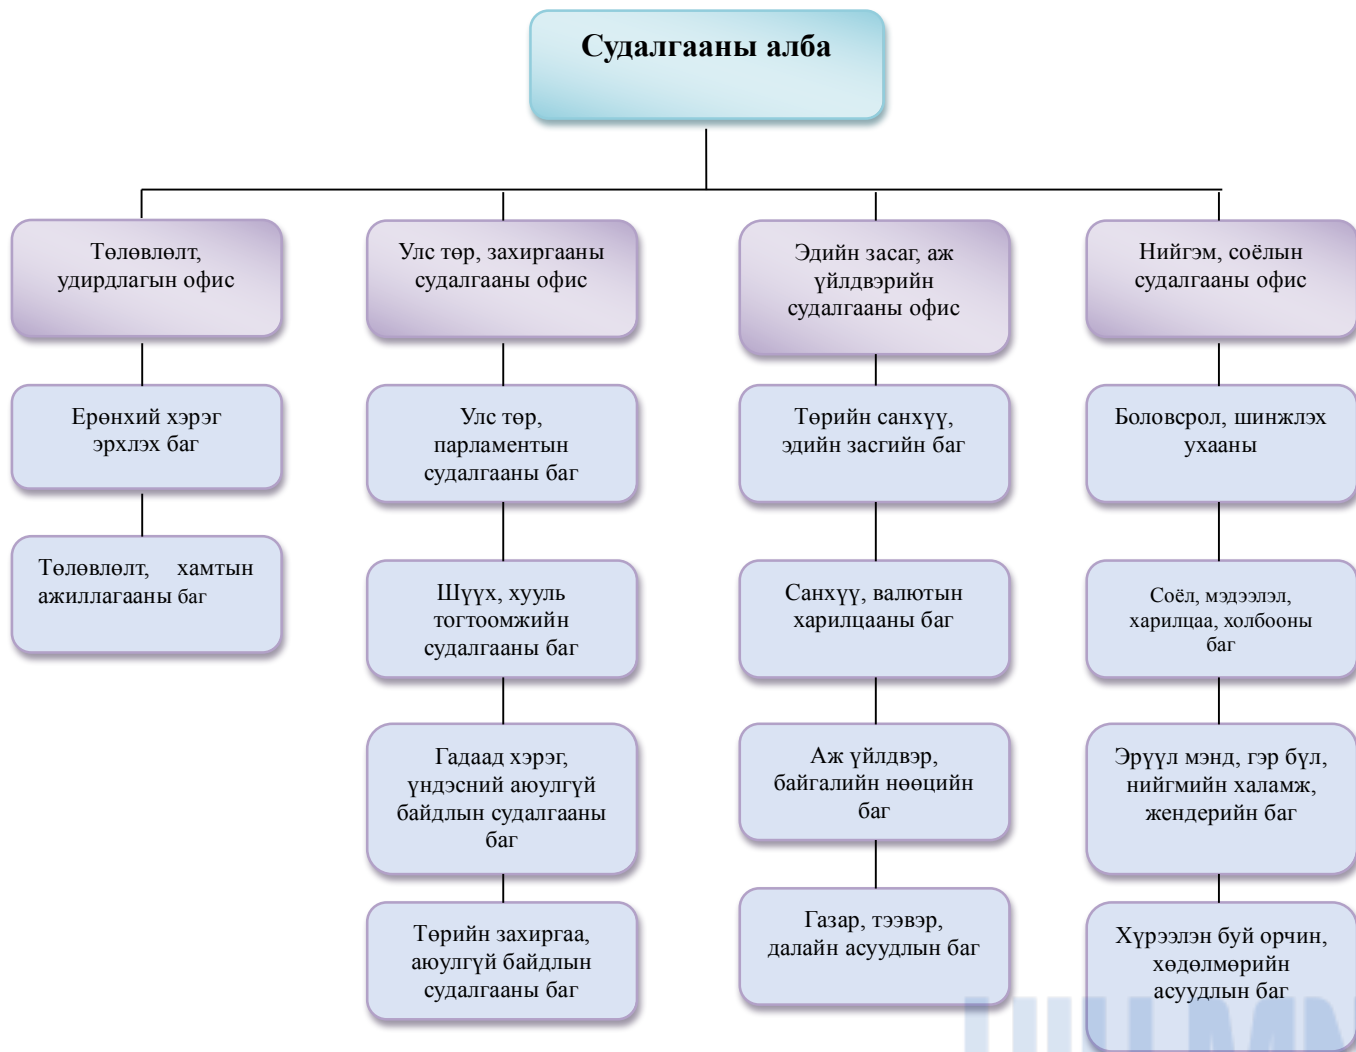 Судалгааны алба
Төлөвлөлт,
удирдлагын офис
Ерөнхий хэрэг
эрхлэх баг
Төлөвлөлт, хамтын
ажиллагааны баг
Улс төр, захиргааны
судалгааны офис
Улс төр,
парламентын
судалгааны баг
Шүүх, хууль
тогтоомжийн
судалгааны баг
Гадаад хэрэг,
үндэсний аюулгүй
байдлын судалгааны
баг
Төрийн захиргаа,
аюулгүй байдлын
судалгааны баг
Эдийн засаг, аж
үйлдвэрийн
судалгааны офис
Төрийн санхүү,
эдийн засгийн баг
Санхүү, валютын
харилцааны баг
Аж үйлдвэр,
байгалийн нөөцийн
баг
Газар, тээвэр,
далайн асуудлын баг
Нийгэм, соёлын
судалгааны офис
Боловсрол, шинжлэх
ухааны
Соёл, мэдээлэл,
харилцаа, холбооны
баг
Эрүүл мэнд, гэр бүл,
нийгмийн халамж,
жендерийн баг
Хүрээлэн буй орчин,
хөдөлмөрийн
асуудлын баг